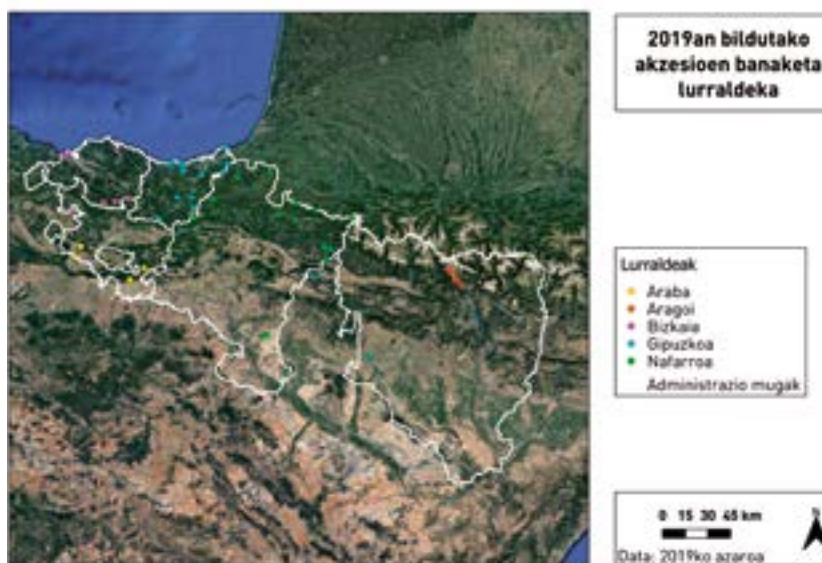 2019an bildutako
akzesioen banaketa
lurraldeka
Lurraldeak
Araba
Aragoi
Bizkaia
Gipuzkoa
Nafarroa
Administrazio mugak
N
0 15 30 45 km
Data: 2019ko azaroa